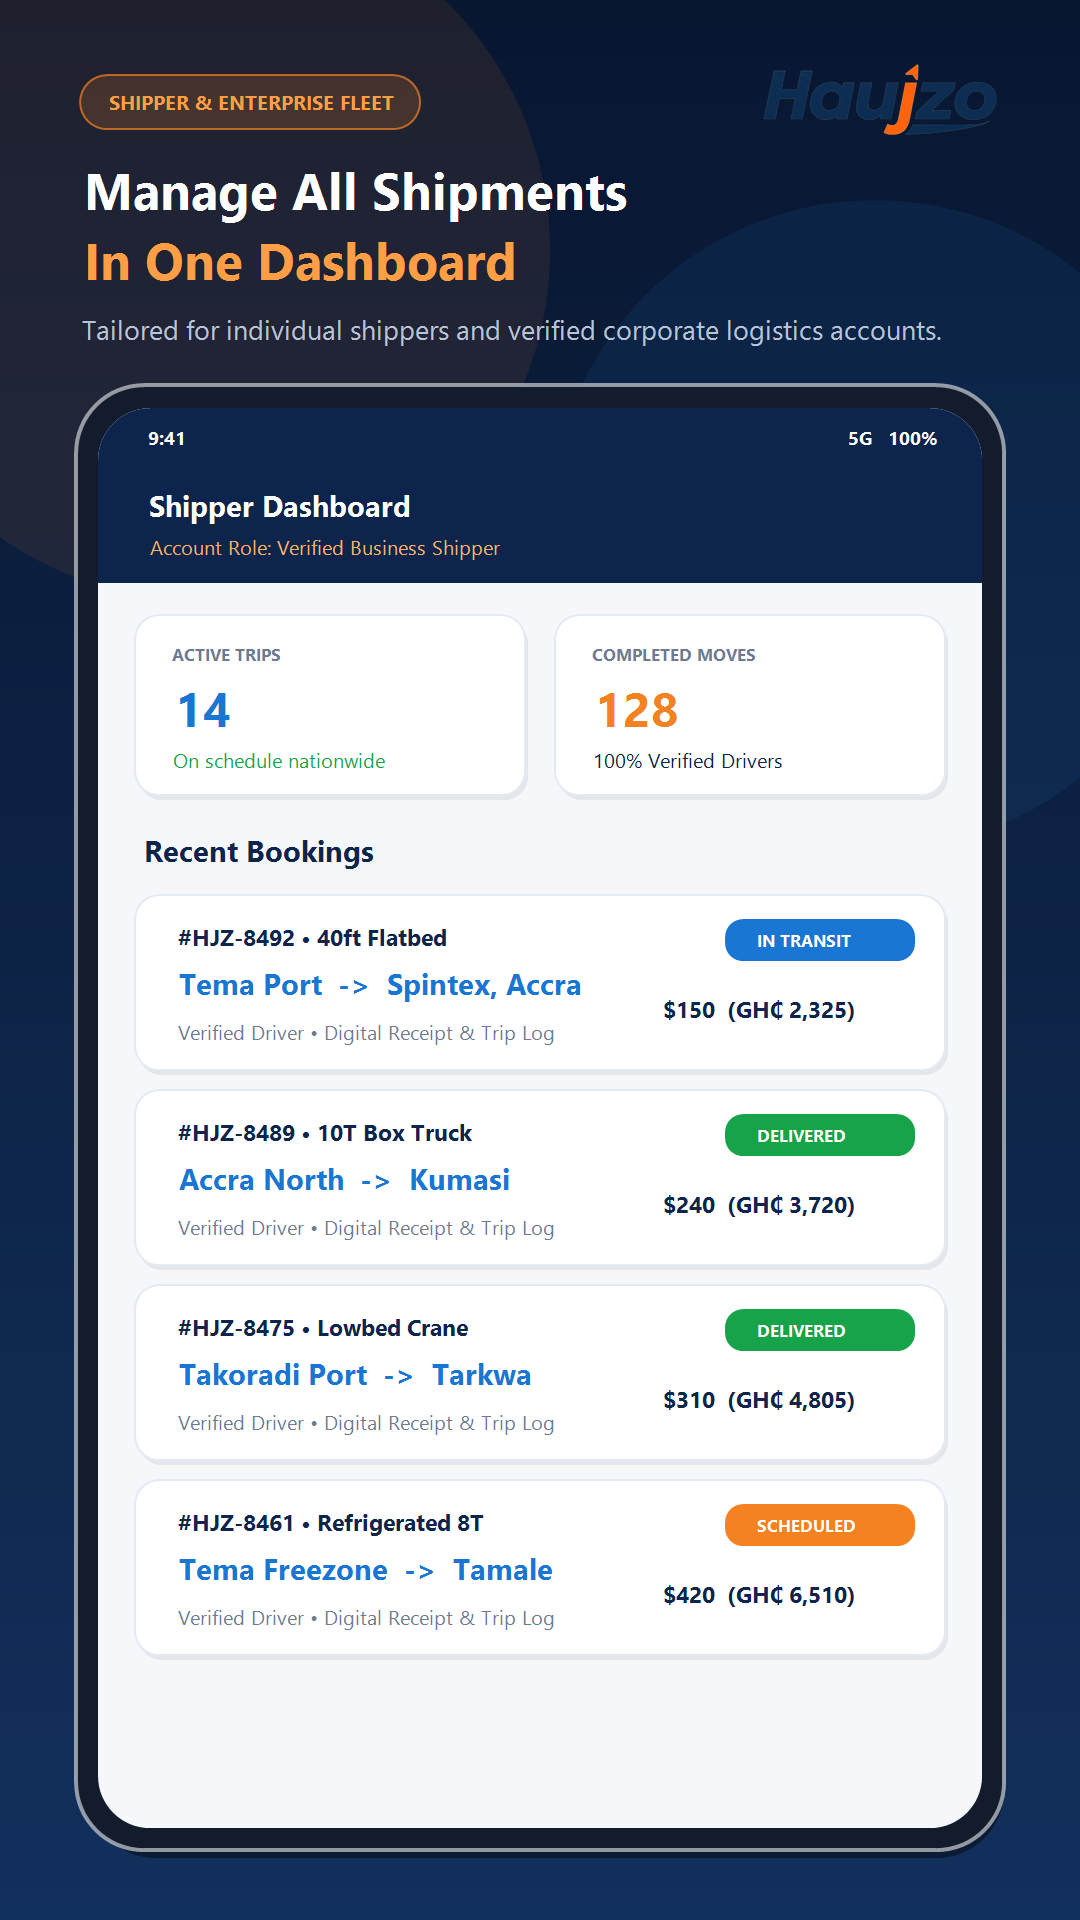 SHIPPER & ENTERPRISE FLEET
Haujzo
Manage All Shipments
In One Dashboard
Tailored for individual shippers and verified corporate logistics accounts.
9:41
5G 100%
Shipper Dashboard
Account Role: Verified Business Shipper
ACTIVE TRIPS
14
On schedule nationwide
COMPLETED MOVES
128
100% Verified Drivers
Recent Bookings
#HJZ-8492 • 40ft Flatbed
IN TRANSIT
Tema Port -> Spintex, Accra
$150 (GH₵ 2,325)
Verified Driver • Digital Receipt & Trip Log
#HJZ-8489 • 10T Box Truck
DELIVERED
Accra North -> Kumasi
$240 (GH₵ 3,720)
Verified Driver • Digital Receipt & Trip Log
#HJZ-8475 • Lowbed Crane
DELIVERED
Takoradi Port -> Tarkwa
$310 (GH₵ 4,805)
Verified Driver • Digital Receipt & Trip Log
#HJZ-8461 • Refrigerated 8T
SCHEDULED
Tema Freezone -> Tamale
$420 (GH₵ 6,510)
Verified Driver • Digital Receipt & Trip Log